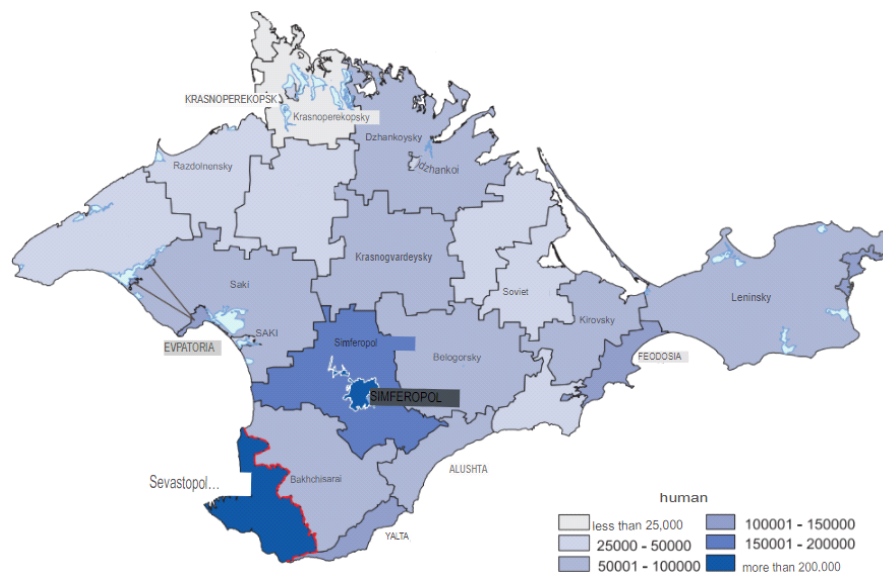 KRASNOPEREKOPSK
Krasnoperekopsky
Dzhankoysky
dzhankoi
Razdolnensky
Krasnogvardeysky
Saki
Soviet
Leninsky
Kirovsky
SAKI
EVPATORIA
Simferopol
Belogorsky
FEODOSIA
SIMFEROPOL
ALUSHTA
Bakhchisarai
Sevastopol...
YALTA
human
less than 25,000
25000 - 50000
50001 - 100000
100001 - 150000
150001 - 200000
more than 200,000